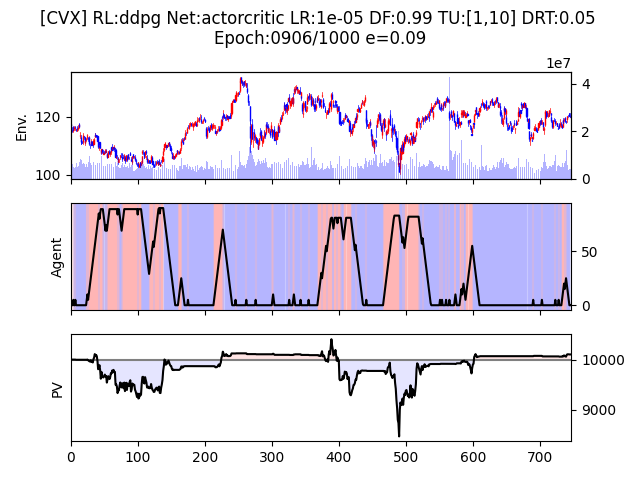 [CVX] RL:ddpg Net:actorcritic LR:1e-05 DF:0.99 TU:[1,10] DRT:0.05
Epoch:0906/1000 e=0.09
1e7
Env.
120
100
4
2
0
Agent
50
0
PV
10000
9000
0 100 200 300 400 500 600 700